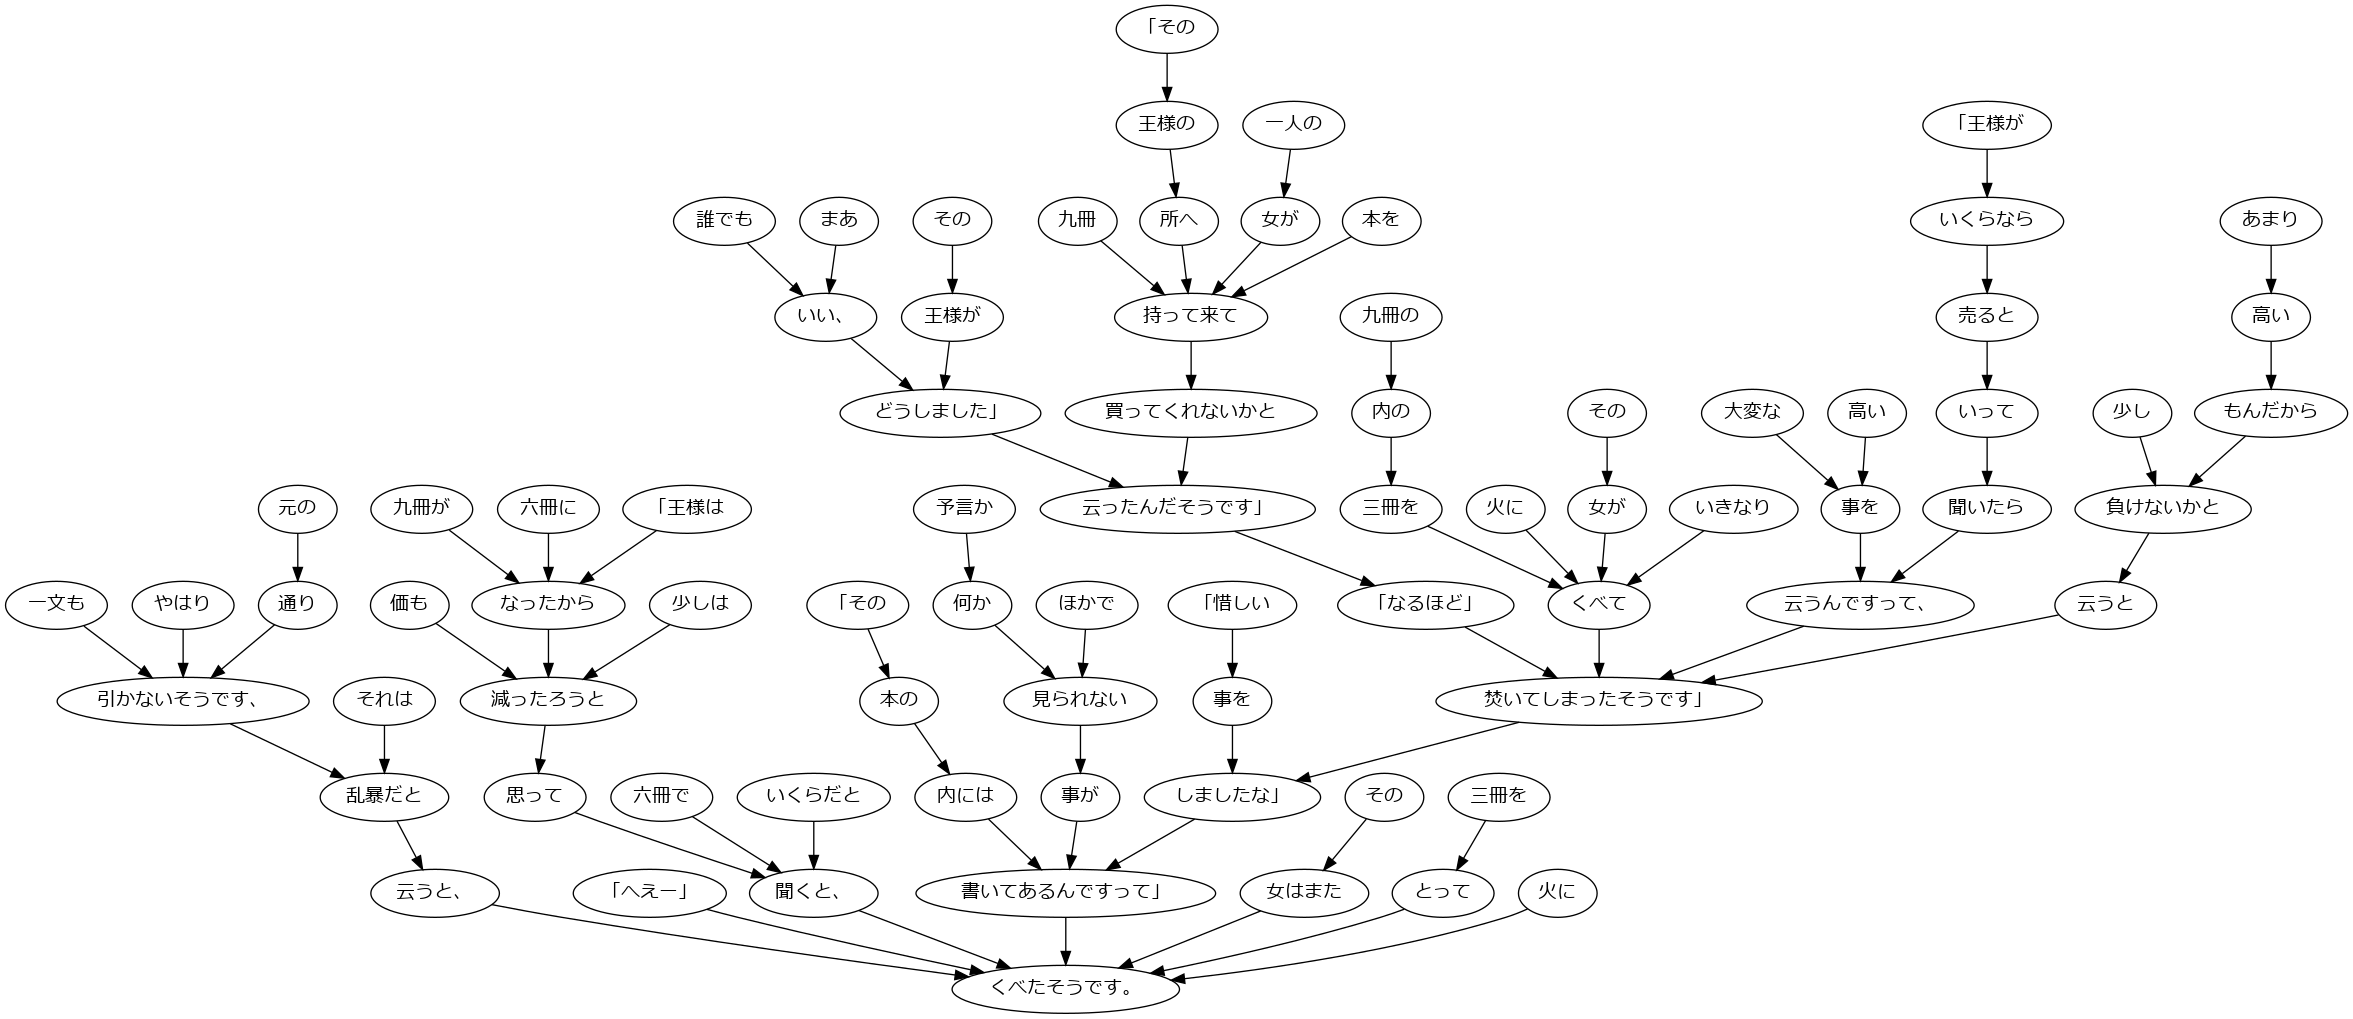 「その
王様の
一人の
「王様が
誰でも
まあ
その
九冊
所へ
女が
本を
いくらなら
あまり
いい、
王様が
持って来て
九冊の
売ると
高い
どうしました」
買ってくれないかと
内の
その
大変な
高い
いって
少し
もんだから
元の
九冊が
六冊に
「王様は
予言か
云ったんだそうです」
三冊を
火に
女が
いきなり
事を
聞いたら
負けないかと
一文も
やはり
通り
価も
なったから
少しは
「その
何か
ほかで
「惜しい
「なるほど」
くべて
云うんですって、
云うと
引かないそうです、
それは
減ったろうと
本の
見られない
事を
焚いてしまったそうです」
乱暴だと
思って
六冊で
いくらだと
内には
事が
しましたな」
その
三冊を
云うと、
「へえー」
聞くと、
書いてあるんですって」
女はまた
とって
火に
くべたそうです。